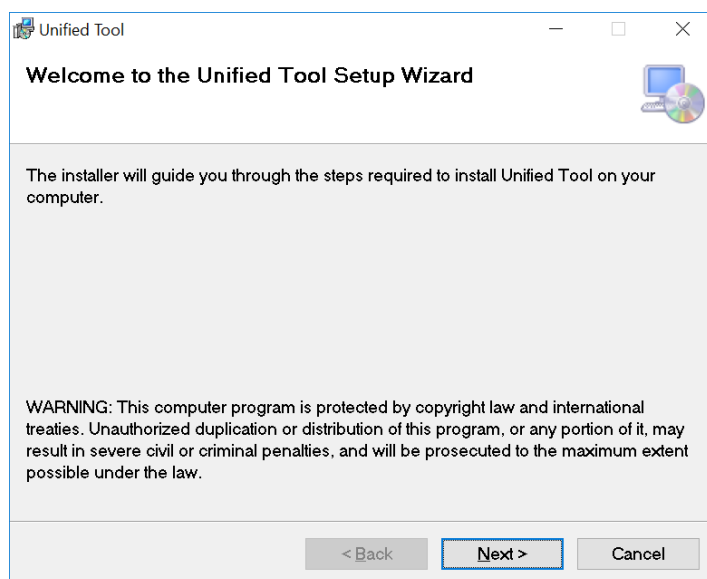 Unified Tool
Welcome to the Unified Tool Setup Wizard
The installer will guide you through the steps required to install Unified Tool on your
computer.
WARNING: This computer program is protected by copyright law and international
treaties. Unauthorized duplication or distribution of this program, or any portion of it, may
result in severe civil or criminal penalties, and will be prosecuted to the maximum extent
possible under the law.
< Back Next > Cancel